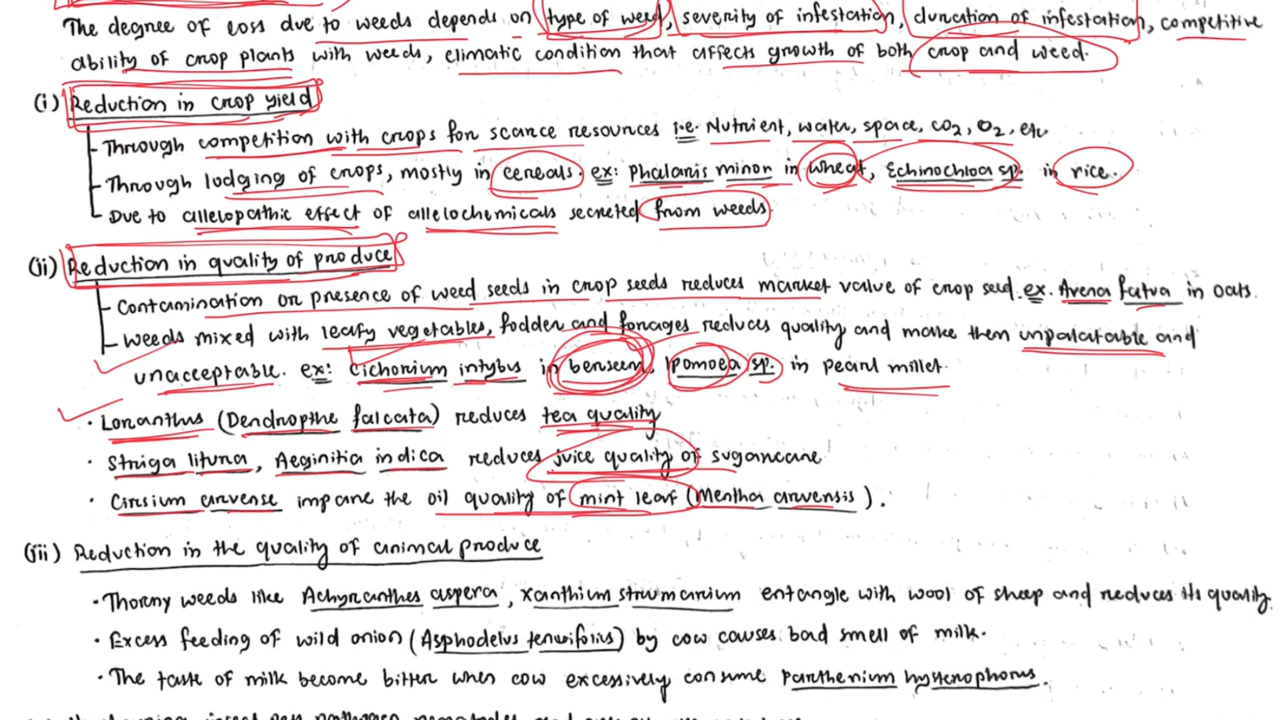 The degree of loss due to weeds depends on type of weed, severity of infestation, duration of infestation, competitive
ability of crop plants with weeds, climatic condition that affects growth of both crop and weed.
(i) Reduction in crop yield
- Through competition with crops for scarce resources i.e. Nutrient, water, space, CO2, O2, etc
- Through lodging of crops, mostly in cereals. ex: Phalaris minor in wheat, Echinochloa sp. in rice.
- Due to allelopathic effect of allelochemicals secreted from weeds.
(ii) Reduction in quality of produce
- Contamination or presence of weed seeds in crop seeds reduces market value of crop seed. ex. Avena fatva in oats.
- Weeds mixed with leafy vegetables, fodder and forages reduces quality and make them unpalatable and
unacceptable. ex: Cichorium intybus in berseem, Ipomoea sp. in pearl millet.
· Loranthus (Dendropthe falcata) reduces tea quality
· Striga lituna, Aeginitia indica reduces juice quality of sugarcane
· Cirsium arvense impare the oil quality of mint leaf (Mentha arvensis).
(iii) Reduction in the quality of animal produce
· Thorny weeds like Achyranthes aspera, Xanthium strumarium entangle with wool of sheep and reduces its quality.
· Excess feeding of wild onion (Asphodelus tenuifolius) by cow causes bad smell of milk.
· The taste of milk become bitter when cow excessively consume Parthenium hysterophorus.